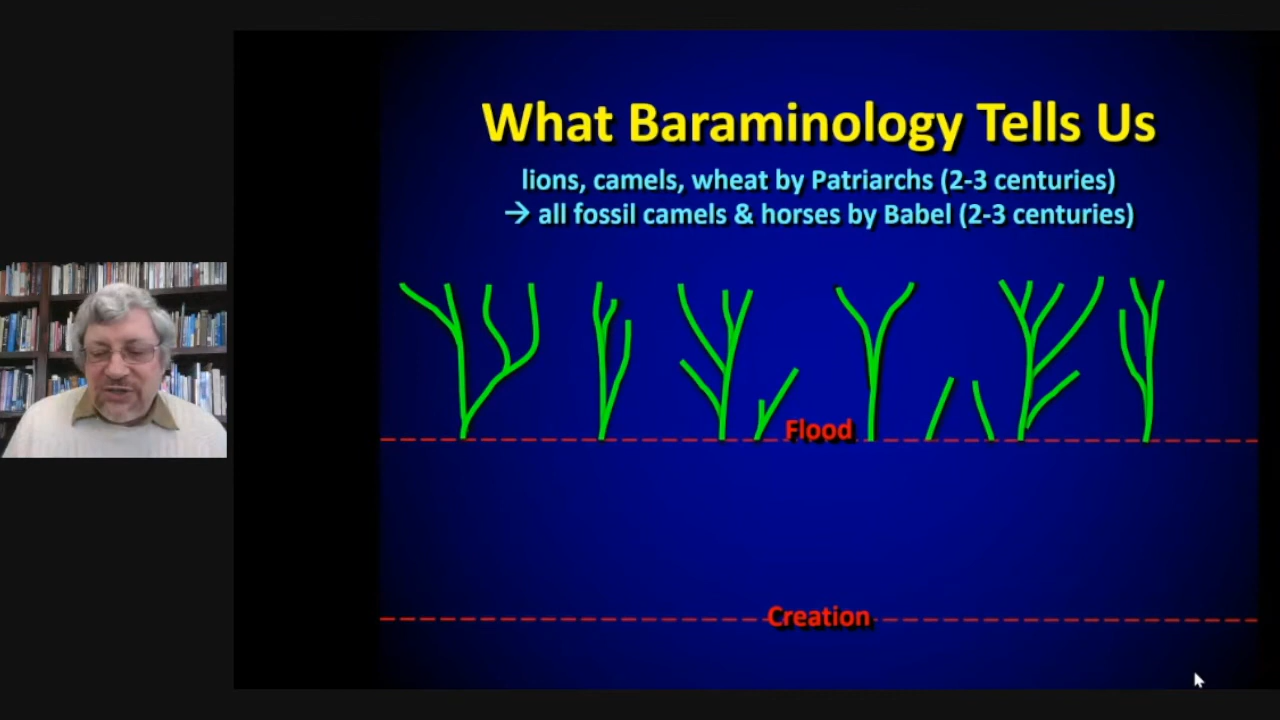 What Baraminology Tells Us
lions, camels, wheat by Patriarchs (2-3 centuries)
→ all fossil camels & horses by Babel (2-3 centuries)
Flood
Creation